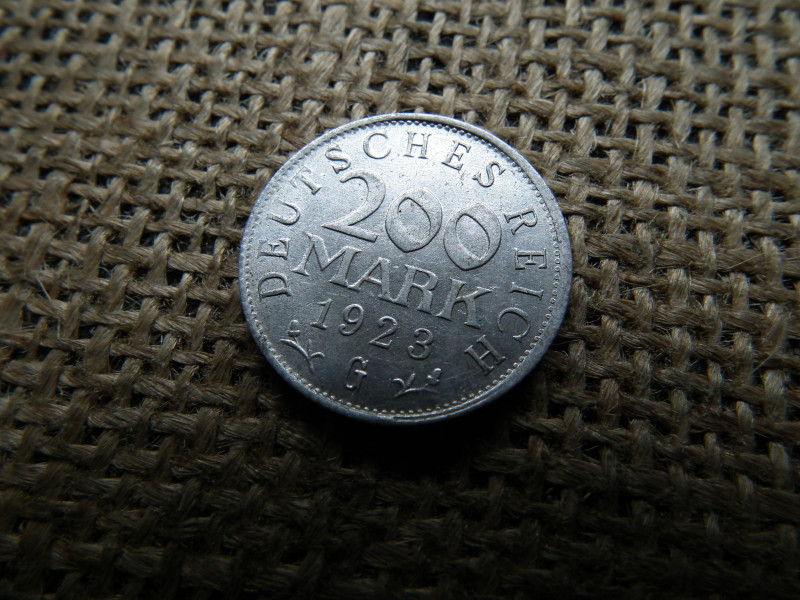 DEUTSCHES REICH
200
MARK
1923
G